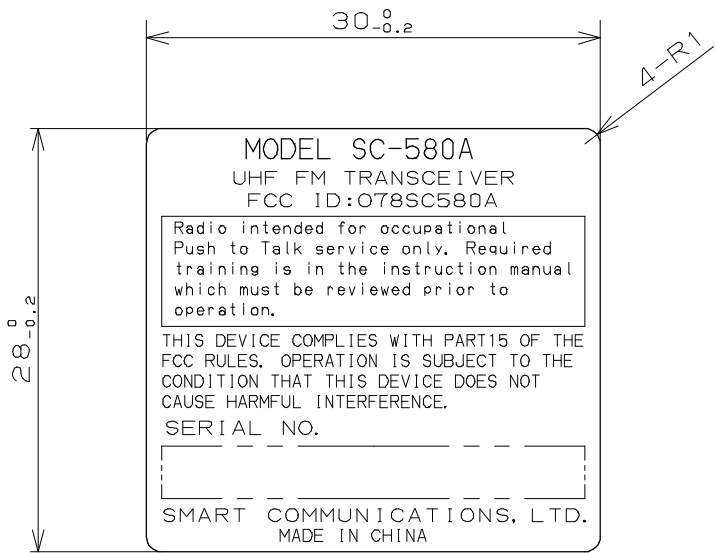 30 0 -0.2
4-R1
28 0 -0.2
MODEL SC-580A
UHF FM TRANSCEIVER
FCC ID:O78SC580A
Radio intended for occupational
Push to Talk service only. Required
training is in the instruction manual
which must be reviewed prior to
operation.
THIS DEVICE COMPLIES WITH PART15 OF THE
FCC RULES. OPERATION IS SUBJECT TO THE
CONDITION THAT THIS DEVICE DOES NOT
CAUSE HARMFUL INTERFERENCE.
SERIAL NO.
SMART COMMUNICATIONS, LTD.
MADE IN CHINA